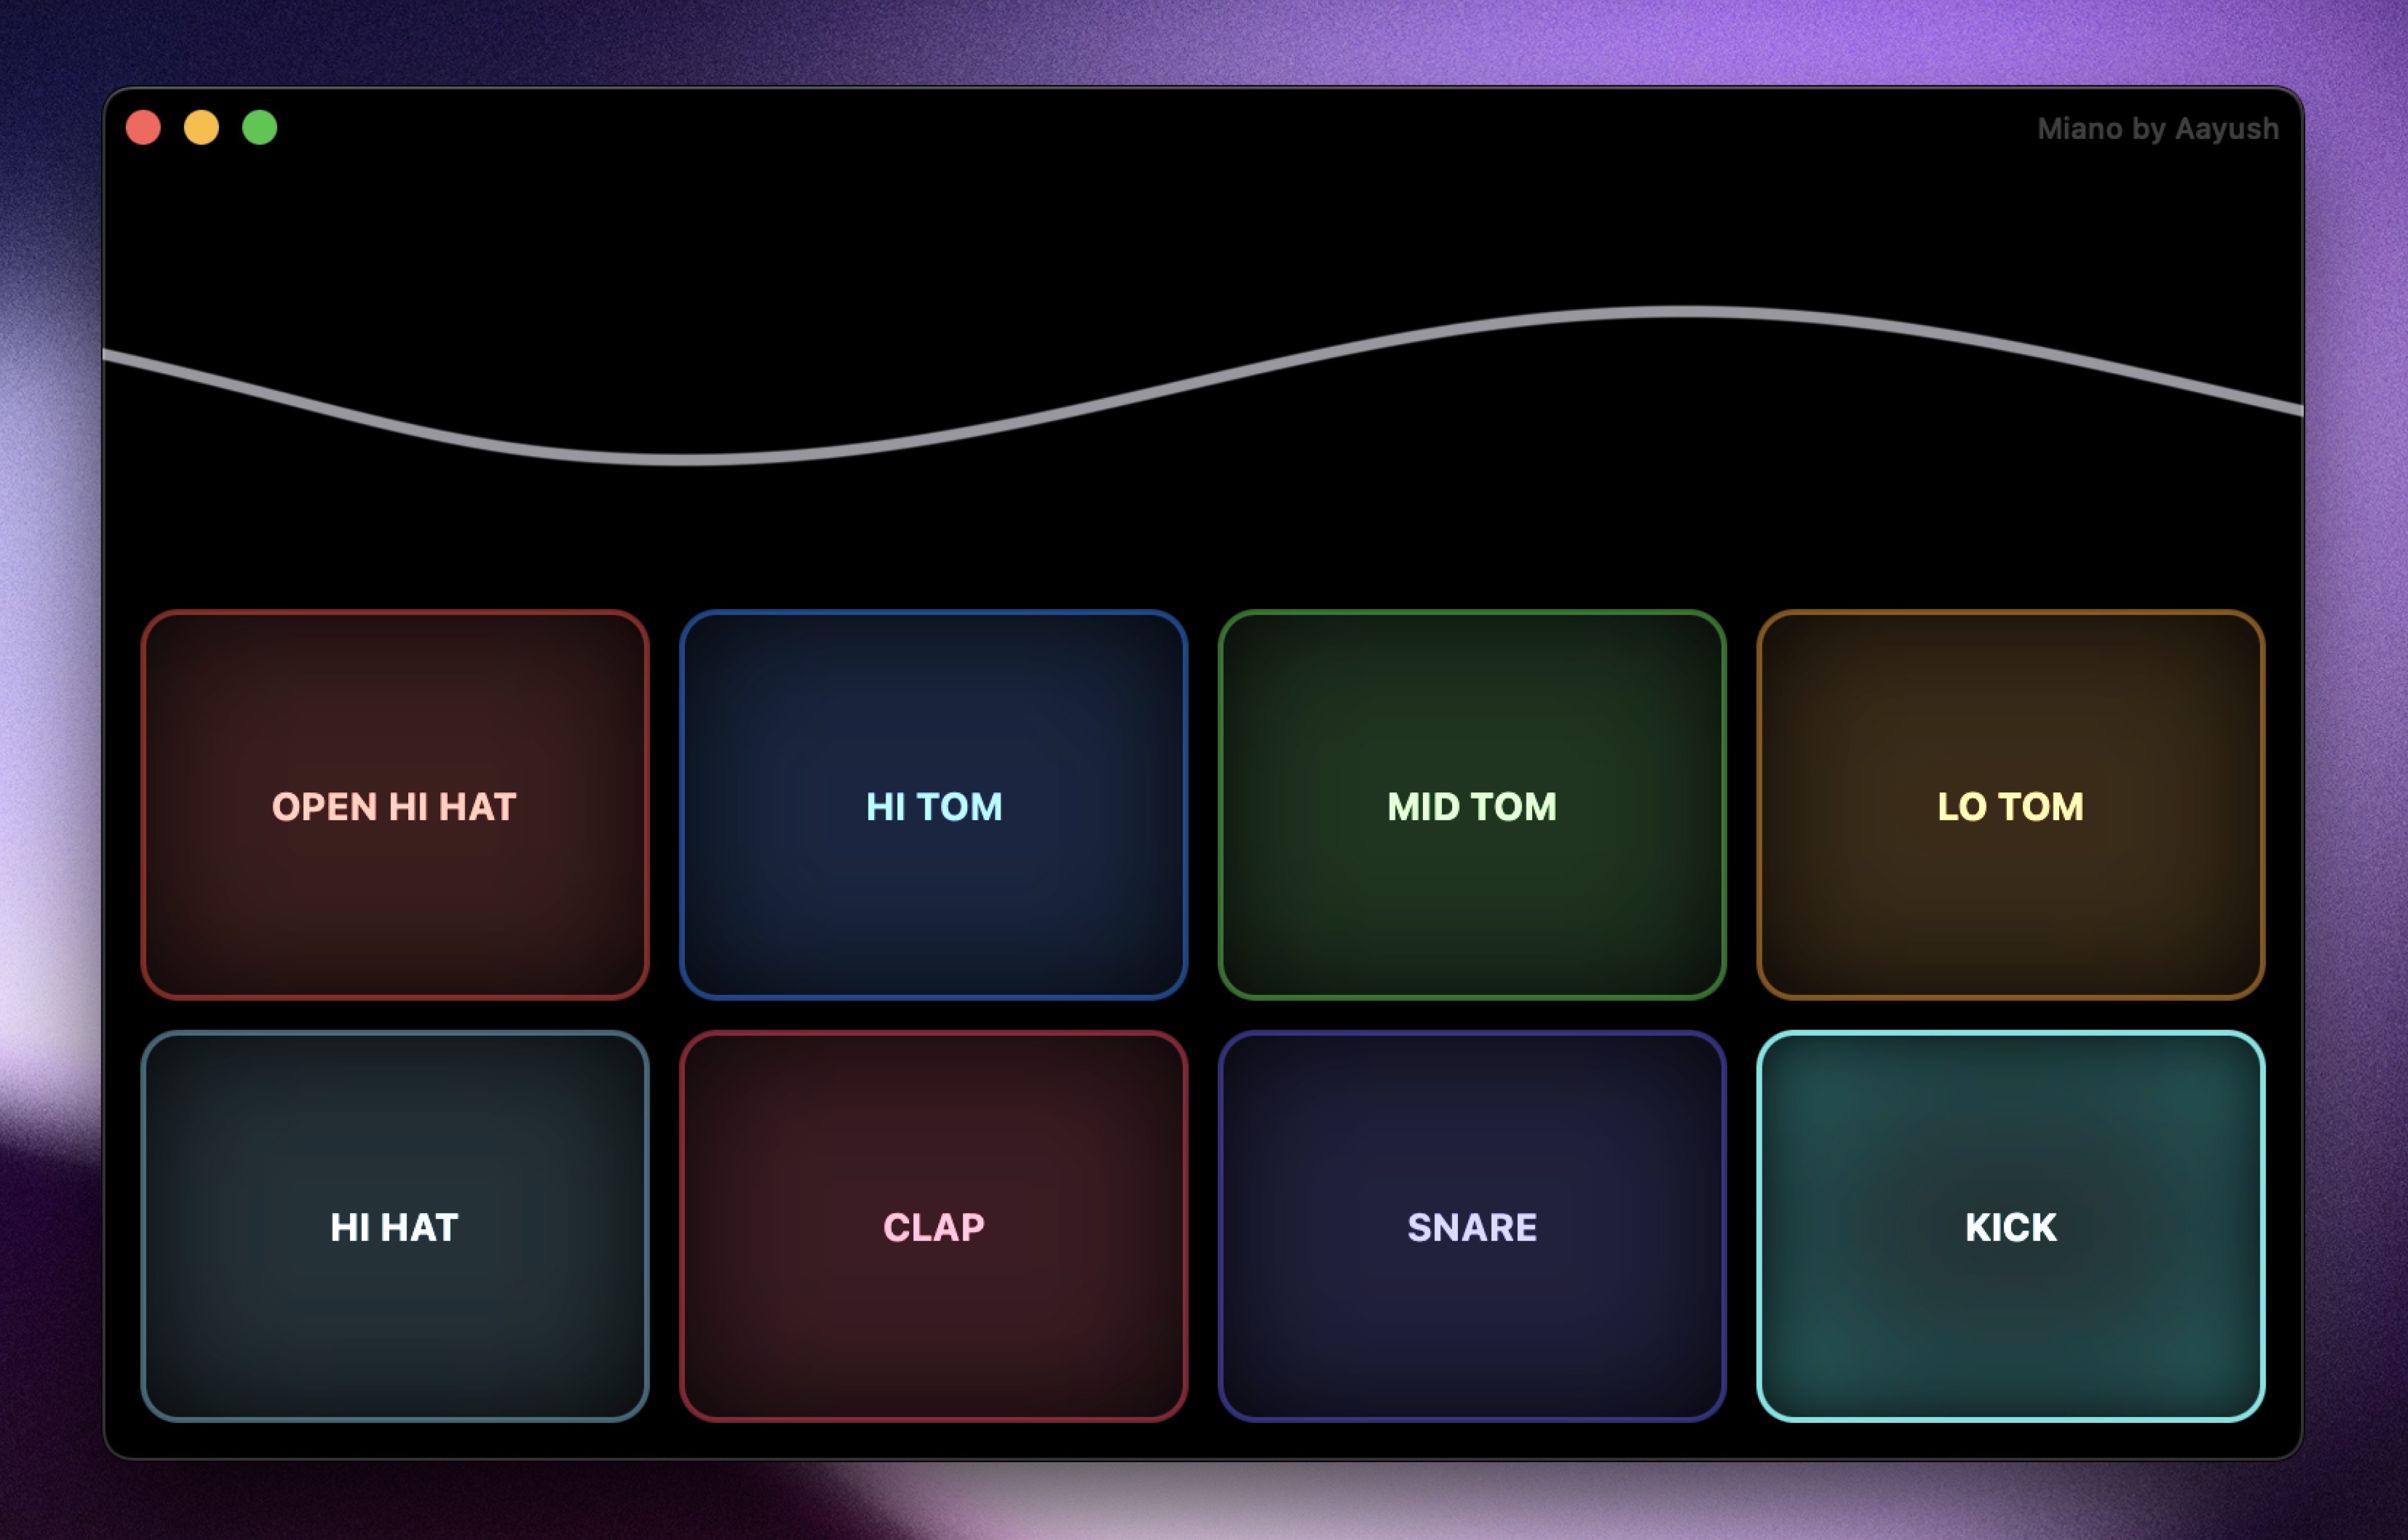 Miano by Aayush
OPEN HI HAT
HI TOM
MID TOM
LO TOM
HI HAT
CLAP
SNARE
KICK